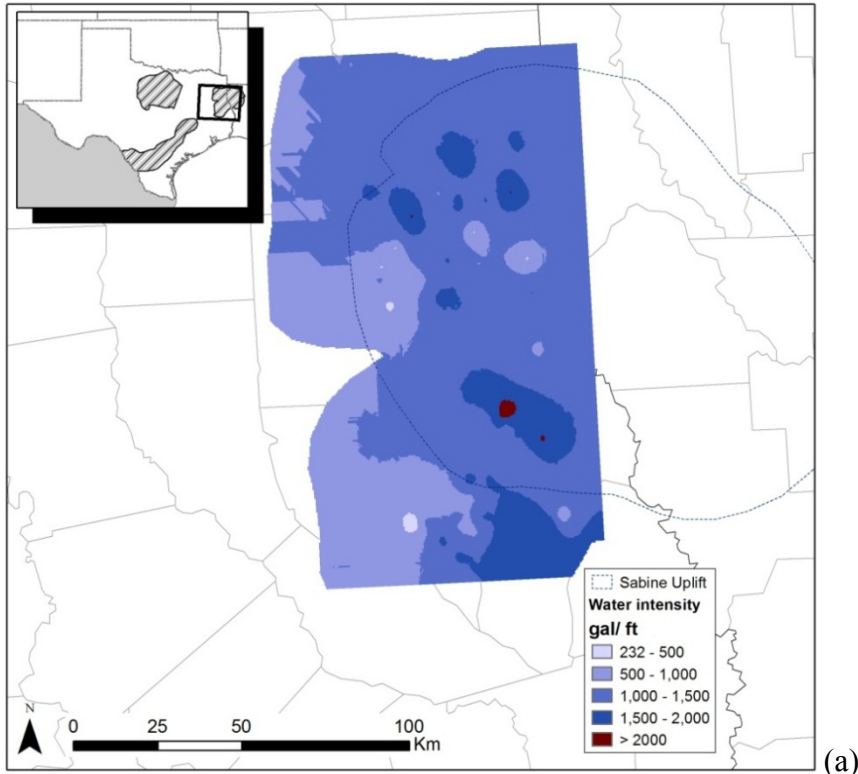 Sabine Uplift
Water intensity
gal/ ft
232 - 500
500 - 1,000
1,000 - 1,500
1,500 - 2,000
> 2000
N
0 25 50 100
Km
(a)